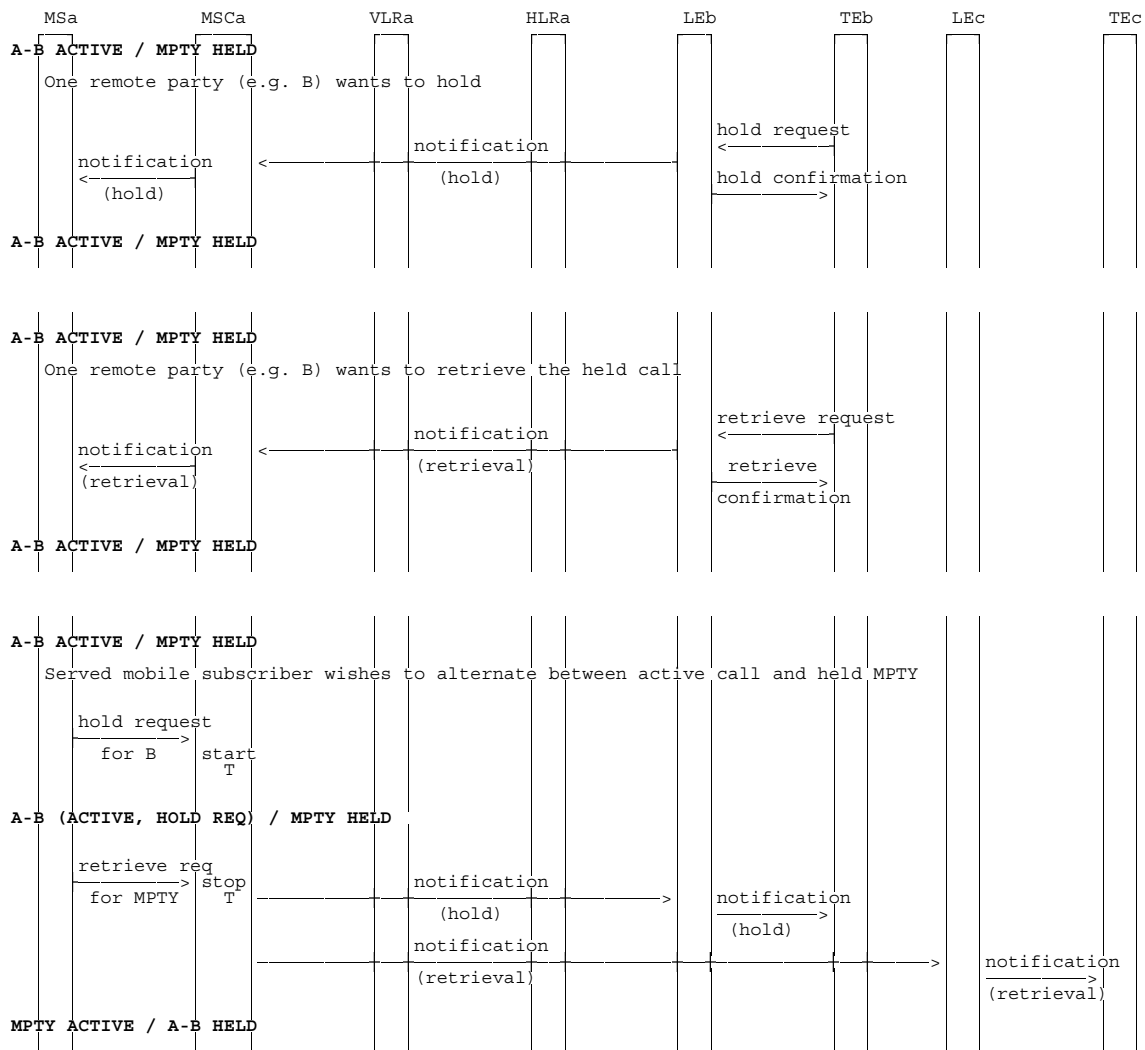 MSa MSCa VLRa HLRa LEb TEb LEc TEc
A-B ACTIVE / MPTY HELD
One remote party (e.g. B) wants to hold
hold request
notification
notification
(hold)
hold confirmation
(hold)
A-B ACTIVE / MPTY HELD
A-B ACTIVE / MPTY HELD
One remote party (e.g. B) wants to retrieve the held call
retrieve request
notification
notification
(retrieval)
retrieve
(retrieval)
confirmation
A-B ACTIVE / MPTY HELD
A-B ACTIVE / MPTY HELD
Served mobile subscriber wishes to alternate between active call and held MPTY
hold request
for B start
T
A-B (ACTIVE, HOLD REQ) / MPTY HELD
retrieve req
stop notification
for MPTY T notification
(hold)
(hold)
notification
notification
(retrieval)
(retrieval)
MPTY ACTIVE / A-B HELD